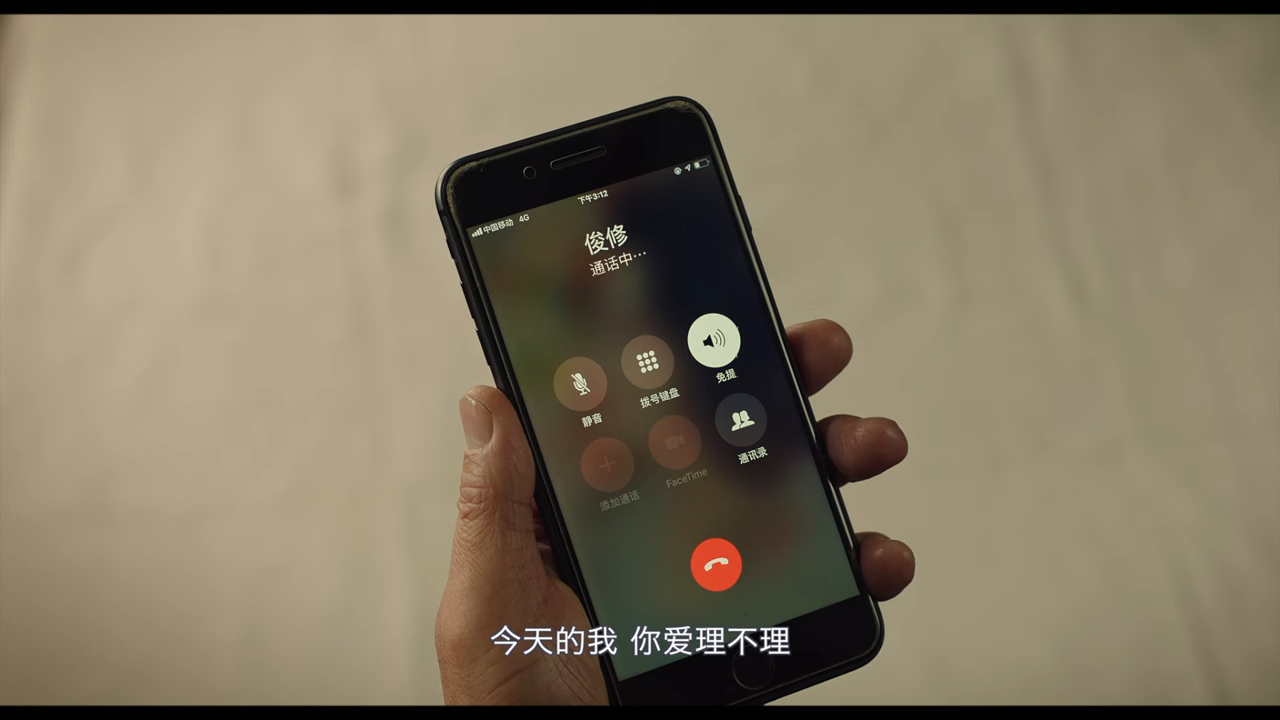 中国移动 4G
下午3:12
俊修
通话中…
静音
拨号键盘
免提
添加通话
FaceTime
通讯录
今天的我 你爱理不理